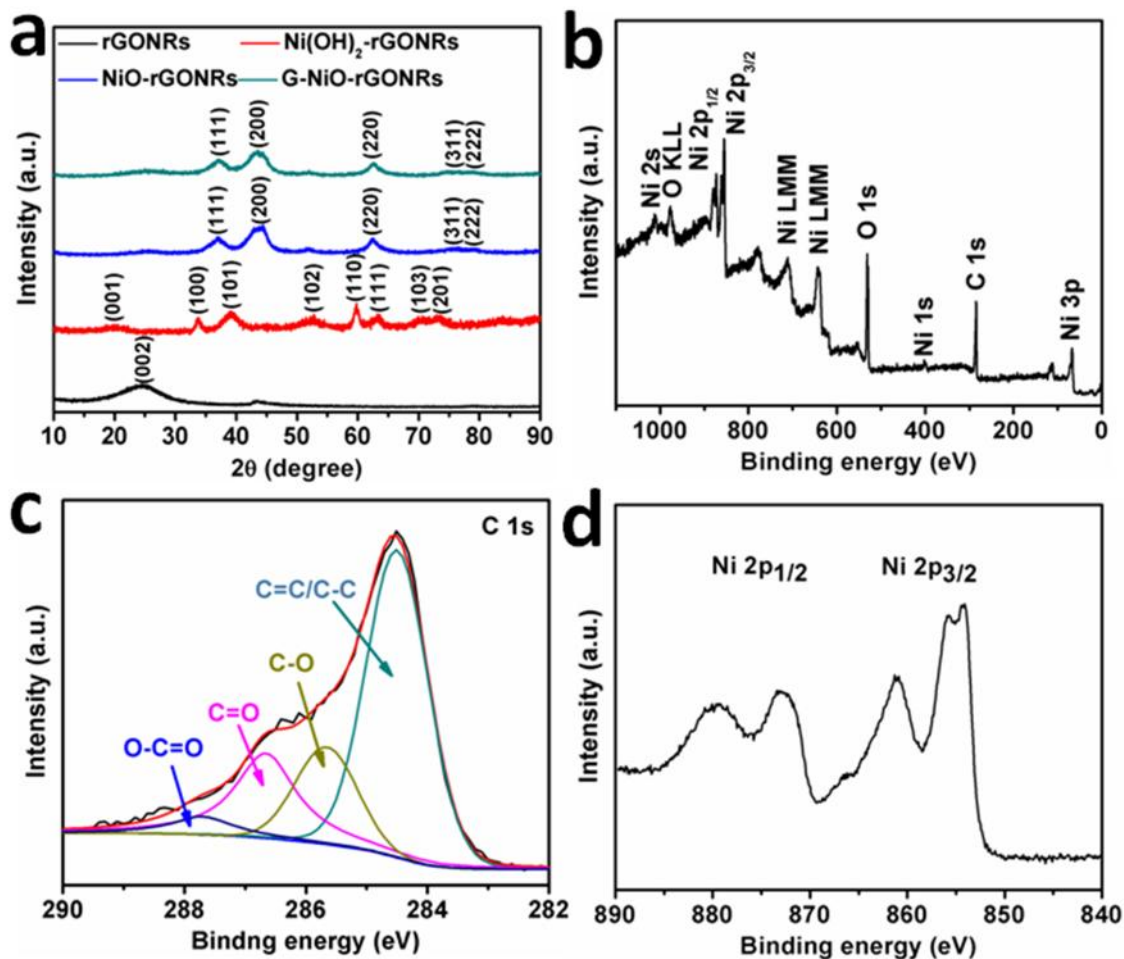 a
rGONRs Ni(OH)2-rGONRs
NiO-rGONRs G-NiO-rGONRs
(111) (200) (220) (311) (222)
(111) (200) (220) (311) (222)
(001) (100) (101) (102) (110) (111) (103) (201)
(002)
10 20 30 40 50 60 70 80 90
2θ (degree)
Intensity (a.u.)
b
Ni 2s O KLL Ni 2p1/2 Ni 2p3/2 Ni LMM Ni LMM O 1s Ni 1s C 1s Ni 3p
1000 800 600 400 200 0
Binding energy (eV)
Intensity (a.u.)
c
C 1s
C=C/C-C
C-O
C=O
O-C=O
290 288 286 284 282
Bindng energy (eV)
Intensity (a.u.)
d
Ni 2p1/2 Ni 2p3/2
890 880 870 860 850 840
Binding energy (eV)
Intensity (a.u.)